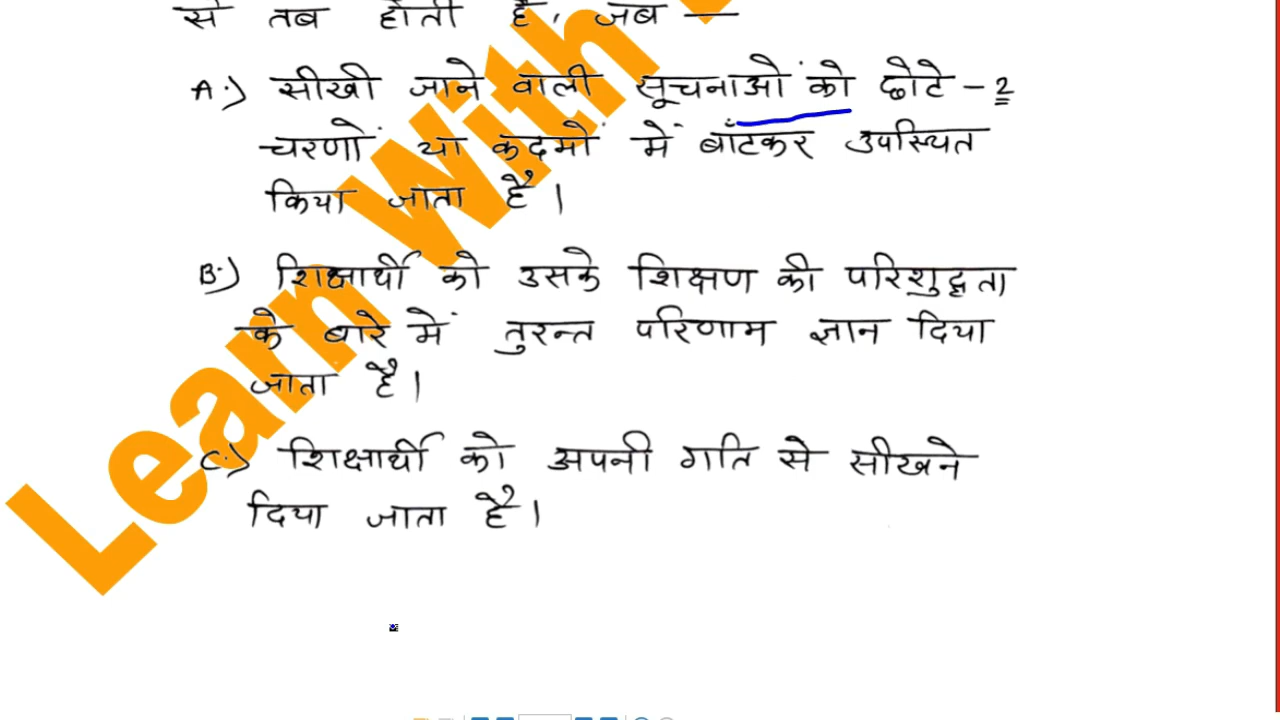 से तब होती है, जब —
A.) सीखी जाने वाली सूचनाओं को छोटे-2
चरणों या कदमों में बाँटकर उपस्थित
किया जाता है।
B.) शिक्षार्थी को उसके शिक्षण की परिशुद्धता
के बारे में तुरन्त परिणाम ज्ञान दिया
जाता है।
C.) शिक्षार्थी को अपनी गति से सीखने
दिया जाता है।
Learn With